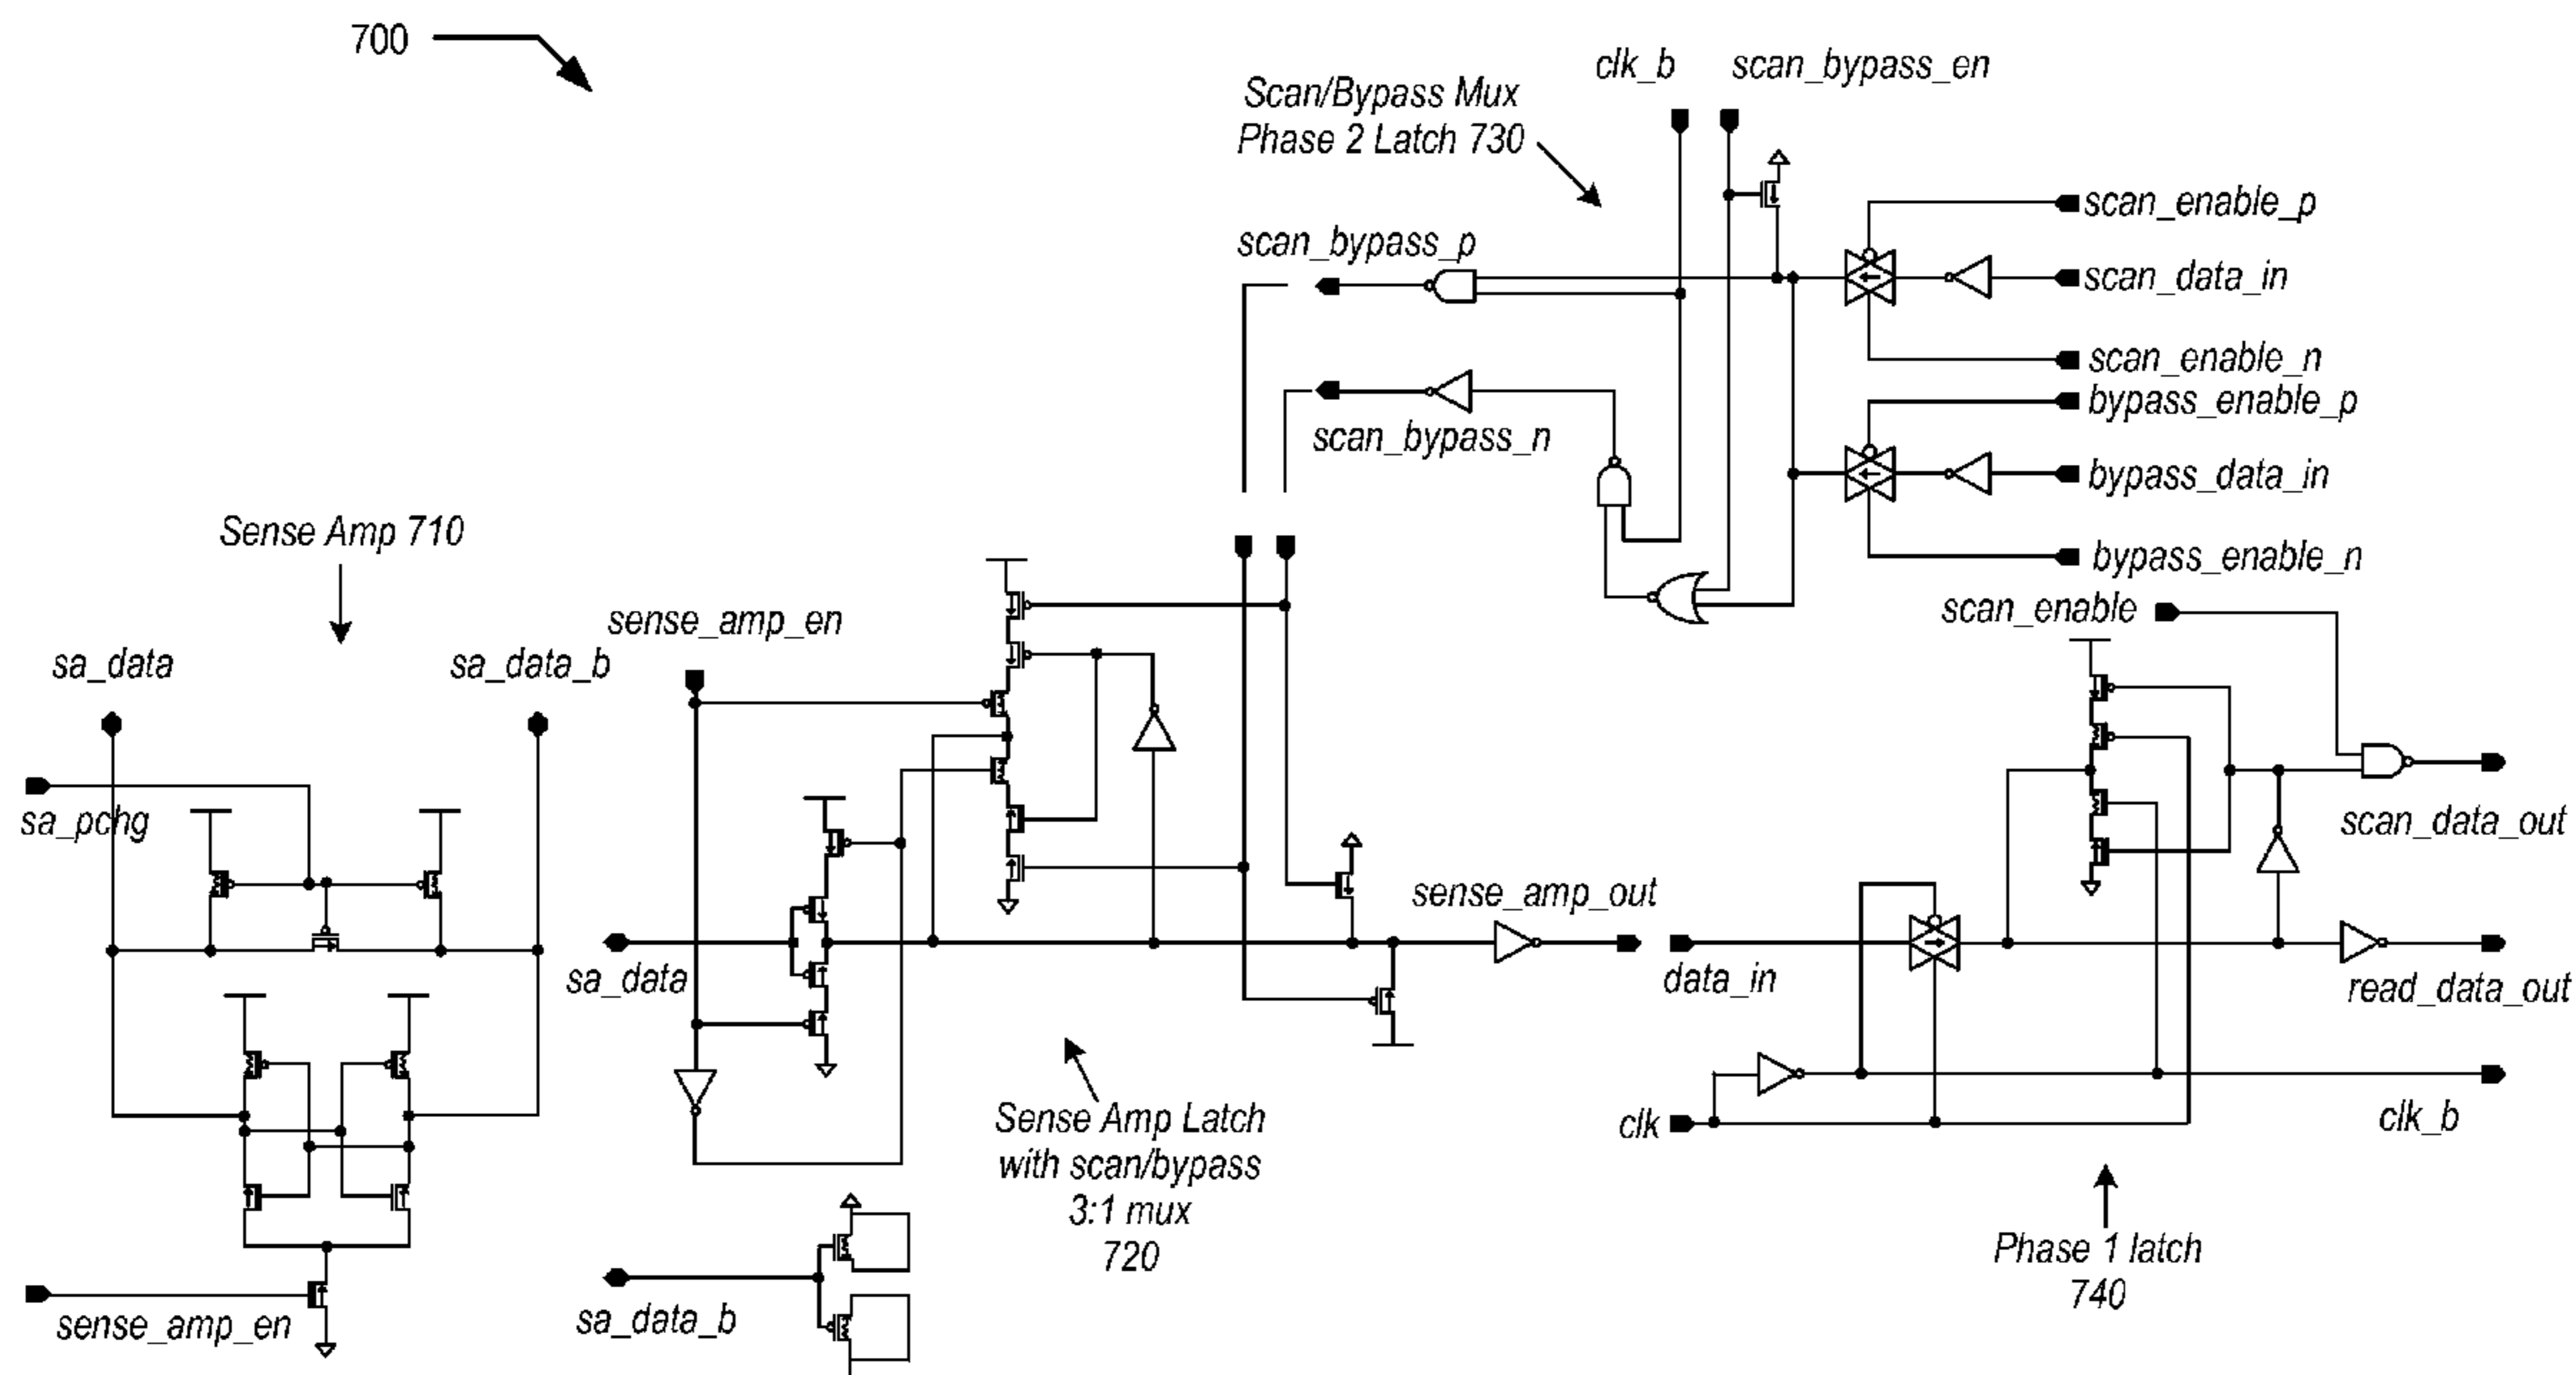 700
clk_b
scan_bypass_en
Scan/Bypass Mux
Phase 2 Latch 730
scan_enable_p
scan_bypass_p
scan_data_in
scan_enable_n
bypass_enable_p
scan_bypass_n
bypass_data_in
Sense Amp 710
bypass_enable_n
scan_enable
sense_amp_en
sa_data
sa_data_b
sa_pchg
scan_data_out
sense_amp_out
sa_data
data_in
read_data_out
Sense Amp Latch
with scan/bypass
3:1 mux
720
clk
clk_b
Phase 1 latch
740
sense_amp_en
sa_data_b